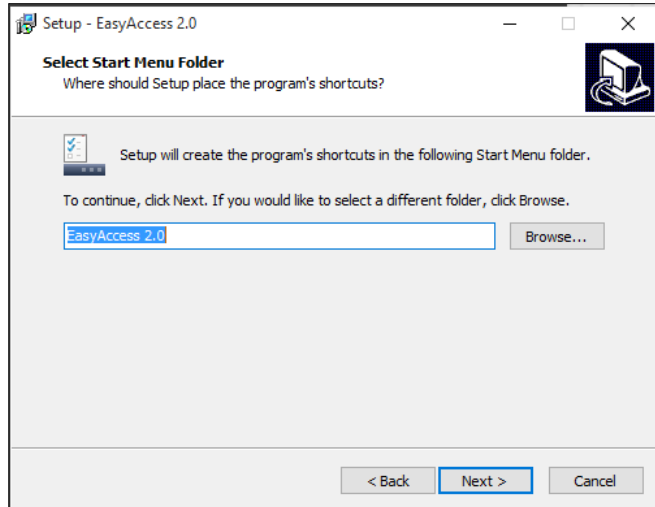 Setup - EasyAccess 2.0
Select Start Menu Folder
Where should Setup place the program's shortcuts?
Setup will create the program's shortcuts in the following Start Menu folder.
To continue, click Next. If you would like to select a different folder, click Browse.
EasyAccess 2.0
Browse...
< Back
Next >
Cancel